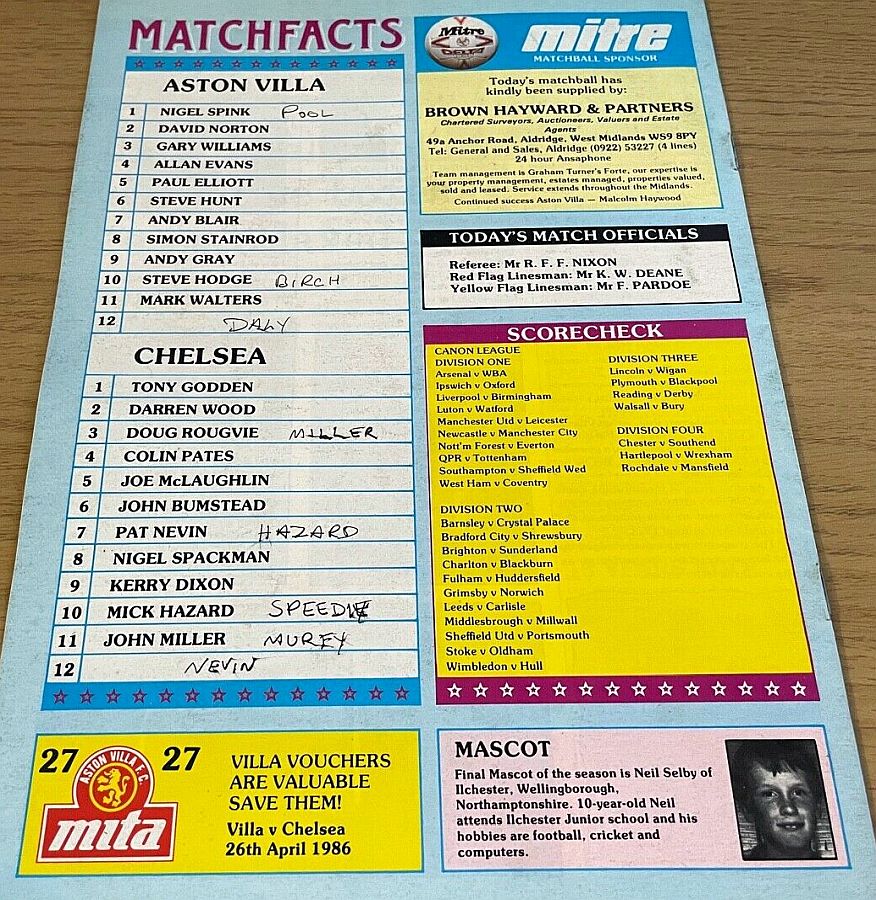 MATCHFACTS
ASTON VILLA
1 NIGEL SPINK POOL
2 DAVID NORTON
3 GARY WILLIAMS
4 ALLAN EVANS
5 PAUL ELLIOTT
6 STEVE HUNT
7 ANDY BLAIR
8 SIMON STAINROD
9 ANDY GRAY
10 STEVE HODGE BIRCH
11 MARK WALTERS
12 DALY
CHELSEA
1 TONY GODDEN
2 DARREN WOOD
3 DOUG ROUGVIE MILLER
4 COLIN PATES
5 JOE McLAUGHLIN
6 JOHN BUMSTEAD
7 PAT NEVIN HAZARD
8 NIGEL SPACKMAN
9 KERRY DIXON
10 MICK HAZARD SPEEDIE
11 JOHN MILLER MUREY
12 NEVIN
27 27
ASTON VILLA F.C.
mita
VILLA VOUCHERS
ARE VALUABLE
SAVE THEM!
Villa v Chelsea
26th April 1986
Mitre
DELTA
mitre
MATCHBALL SPONSOR
Today's matchball has
kindly been supplied by:
BROWN HAYWARD & PARTNERS
Chartered Surveyors, Auctioneers, Valuers and Estate
Agents
49a Anchor Road, Aldridge, West Midlands WS9 8PY
Tel: General and Sales, Aldridge (0922) 53227 (4 lines)
24 hour Ansaphone
Team management is Graham Turner's Forte, our expertise is
your property management, estates managed, properties valued,
sold and leased. Service extends throughout the Midlands.
Continued success Aston Villa — Malcolm Haywood
TODAY'S MATCH OFFICIALS
Referee: Mr R. F. F. NIXON
Red Flag Linesman: Mr K. W. DEANE
Yellow Flag Linesman: Mr F. PARDOE
SCORECHECK
CANON LEAGUE
DIVISION ONE
Arsenal v WBA
Ipswich v Oxford
Liverpool v Birmingham
Luton v Watford
Manchester Utd v Leicester
Newcastle v Manchester City
Nott'm Forest v Everton
QPR v Tottenham
Southampton v Sheffield Wed
West Ham v Coventry
DIVISION TWO
Barnsley v Crystal Palace
Bradford City v Shrewsbury
Brighton v Sunderland
Charlton v Blackburn
Fulham v Huddersfield
Grimsby v Norwich
Leeds v Carlisle
Middlesbrough v Millwall
Sheffield Utd v Portsmouth
Stoke v Oldham
Wimbledon v Hull
DIVISION THREE
Lincoln v Wigan
Plymouth v Blackpool
Reading v Derby
Walsall v Bury
DIVISION FOUR
Chester v Southend
Hartlepool v Wrexham
Rochdale v Mansfield
MASCOT
Final Mascot of the season is Neil Selby of
Ilchester, Wellingborough,
Northamptonshire. 10-year-old Neil
attends Ilchester Junior school and his
hobbies are football, cricket and
computers.